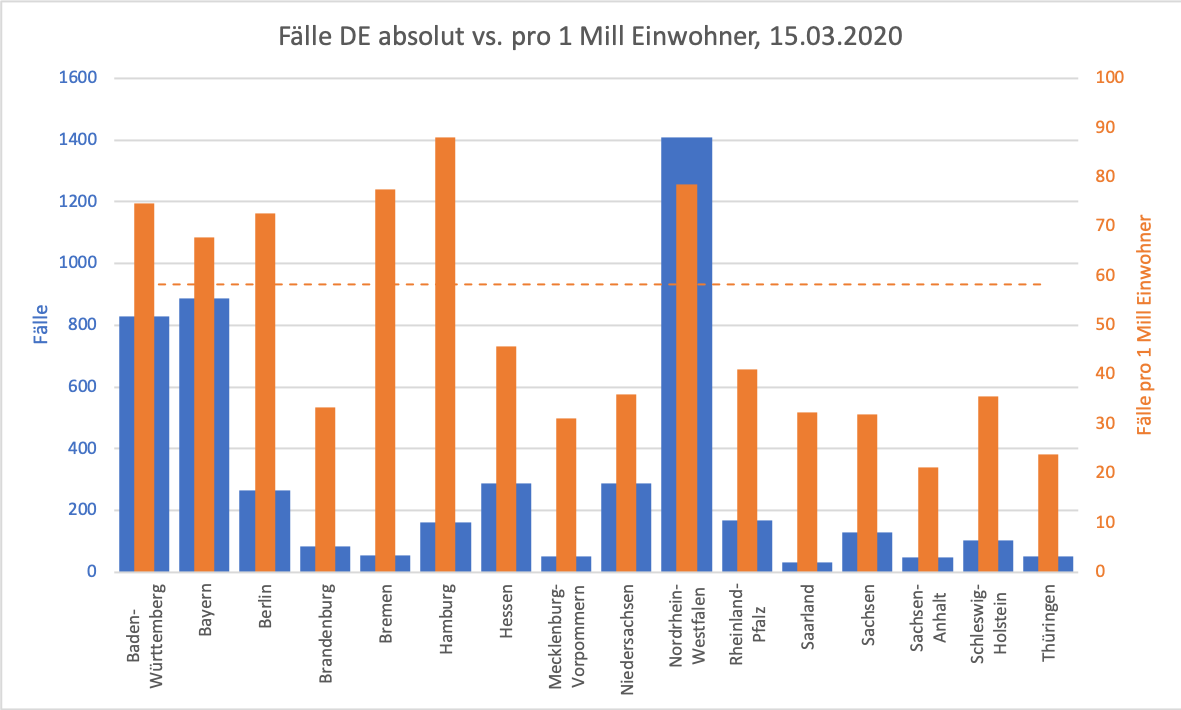 Fälle DE absolut vs. pro 1 Mill Einwohner, 15.03.2020
1600
1400
1200
1000
800
600
400
200
0
Fälle
100
90
80
70
60
50
40
30
20
10
0
Fälle pro 1 Mill Einwohner
Baden-
Württemberg
Bayern
Berlin
Brandenburg
Bremen
Hamburg
Hessen
Mecklenburg-
Vorpommern
Niedersachsen
Nordrhein-
Westfalen
Rheinland-
Pfalz
Saarland
Sachsen
Sachsen-
Anhalt
Schleswig-
Holstein
Thüringen